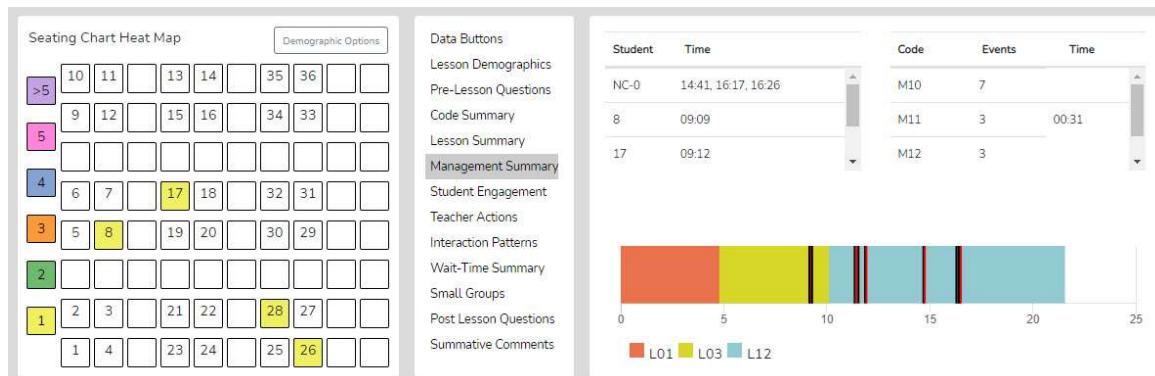 Seating Chart Heat Map
Demographic Options
>5
5
4
3
2
1
10 11 13 14 35 36
9 12 15 16 34 33
6 7 17 18 32 31
5 8 19 20 30 29
2 3 21 22 28 27
1 4 23 24 25 26
Data Buttons
Lesson Demographics
Pre-Lesson Questions
Code Summary
Lesson Summary
Management Summary
Student Engagement
Teacher Actions
Interaction Patterns
Wait-Time Summary
Small Groups
Post Lesson Questions
Summative Comments
Student Time
NC-0 14:41, 16:17, 16:26
8 09:09
17 09:12
Code Events Time
M10 7
M11 3 00:31
M12 3
0 5 10 15 20 25
L01 L03 L12